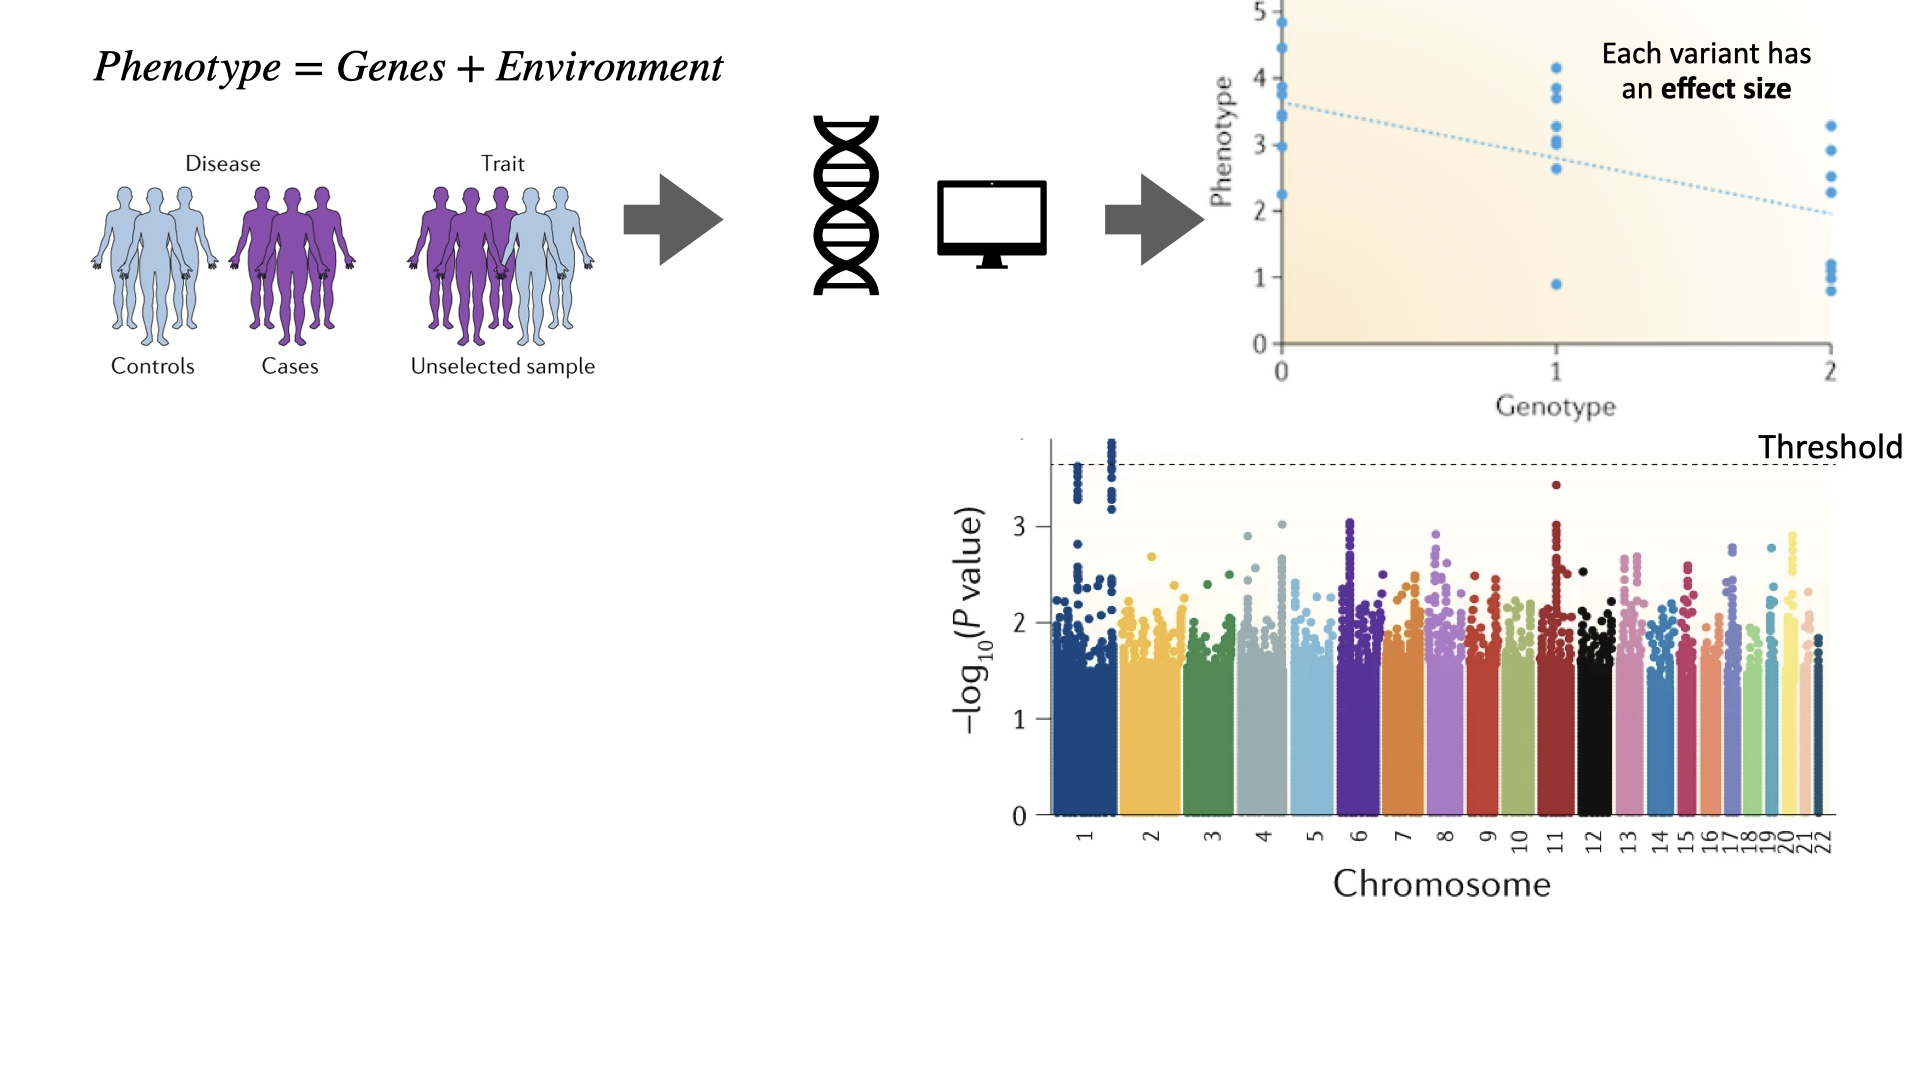 Phenotype = Genes + Environment
Disease
Trait
Controls
Cases
Unselected sample
Each variant has
an effect size
Phenotype
5
4
3
2
1
0
0
1
2
Genotype
Threshold
−log10(P value)
3
2
1
0
1
2
3
4
5
6
7
8
9
10
11
12
13
14
15
16
17
18
19
20
21
22
Chromosome